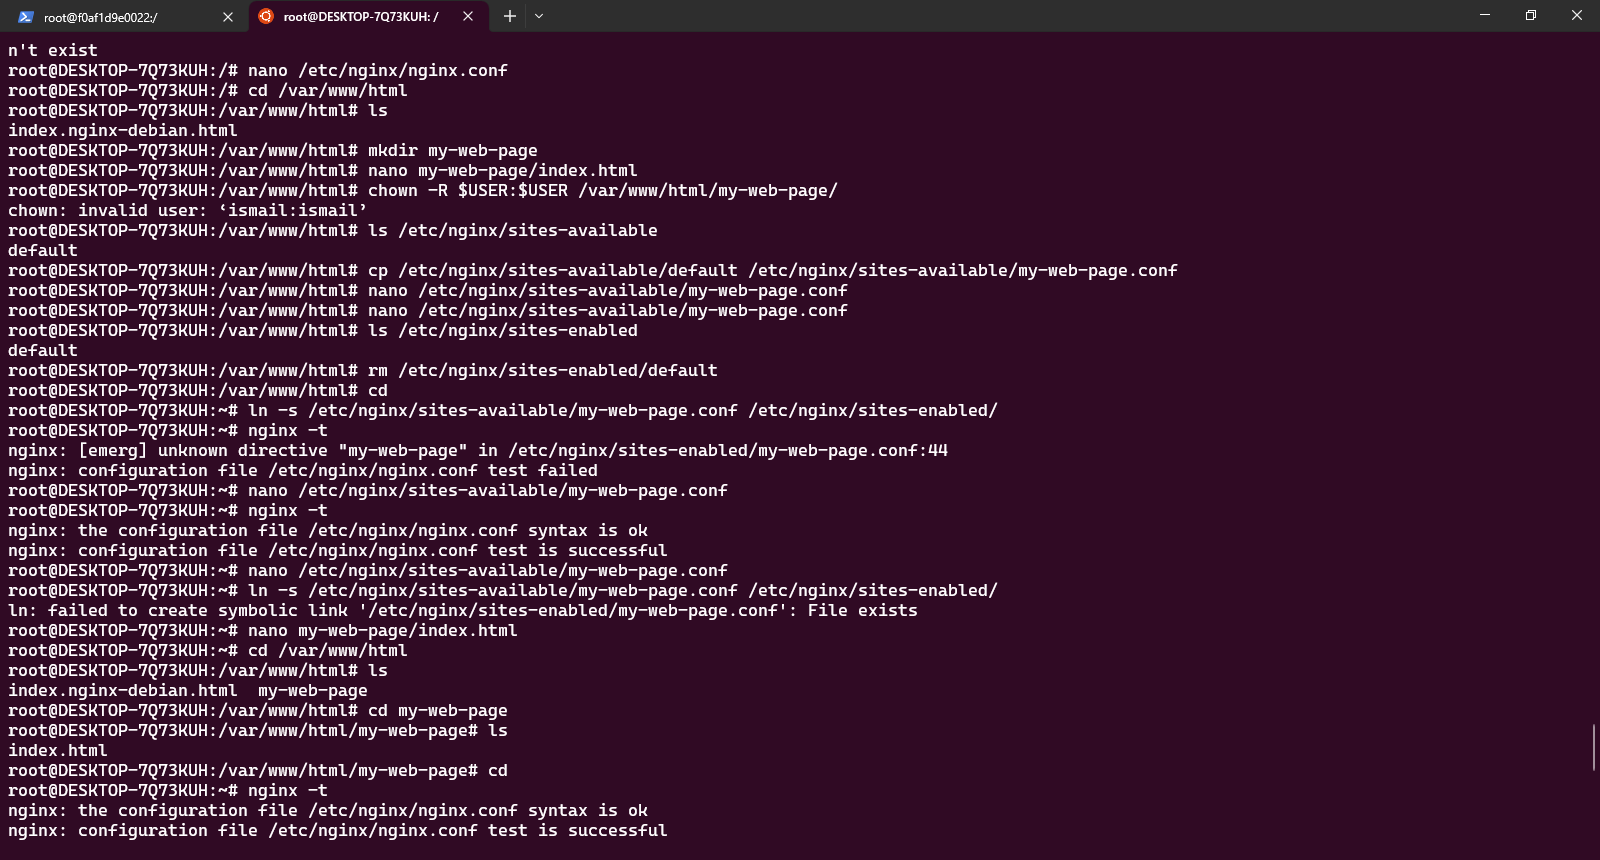 root@f0af1d9e0022:/
root@DESKTOP-7Q73KUH: /
n't exist
root@DESKTOP-7Q73KUH:/# nano /etc/nginx/nginx.conf
root@DESKTOP-7Q73KUH:/# cd /var/www/html
root@DESKTOP-7Q73KUH:/var/www/html# ls
index.nginx-debian.html
root@DESKTOP-7Q73KUH:/var/www/html# mkdir my-web-page
root@DESKTOP-7Q73KUH:/var/www/html# nano my-web-page/index.html
root@DESKTOP-7Q73KUH:/var/www/html# chown -R $USER:$USER /var/www/html/my-web-page/
chown: invalid user: ‘ismail:ismail’
root@DESKTOP-7Q73KUH:/var/www/html# ls /etc/nginx/sites-available
default
root@DESKTOP-7Q73KUH:/var/www/html# cp /etc/nginx/sites-available/default /etc/nginx/sites-available/my-web-page.conf
root@DESKTOP-7Q73KUH:/var/www/html# nano /etc/nginx/sites-available/my-web-page.conf
root@DESKTOP-7Q73KUH:/var/www/html# nano /etc/nginx/sites-available/my-web-page.conf
root@DESKTOP-7Q73KUH:/var/www/html# ls /etc/nginx/sites-enabled
default
root@DESKTOP-7Q73KUH:/var/www/html# rm /etc/nginx/sites-enabled/default
root@DESKTOP-7Q73KUH:/var/www/html# cd
root@DESKTOP-7Q73KUH:~# ln -s /etc/nginx/sites-available/my-web-page.conf /etc/nginx/sites-enabled/
root@DESKTOP-7Q73KUH:~# nginx -t
nginx: [emerg] unknown directive "my-web-page" in /etc/nginx/sites-enabled/my-web-page.conf:44
nginx: configuration file /etc/nginx/nginx.conf test failed
root@DESKTOP-7Q73KUH:~# nano /etc/nginx/sites-available/my-web-page.conf
root@DESKTOP-7Q73KUH:~# nginx -t
nginx: the configuration file /etc/nginx/nginx.conf syntax is ok
nginx: configuration file /etc/nginx/nginx.conf test is successful
root@DESKTOP-7Q73KUH:~# nano /etc/nginx/sites-available/my-web-page.conf
root@DESKTOP-7Q73KUH:~# ln -s /etc/nginx/sites-available/my-web-page.conf /etc/nginx/sites-enabled/
ln: failed to create symbolic link '/etc/nginx/sites-enabled/my-web-page.conf': File exists
root@DESKTOP-7Q73KUH:~# nano my-web-page/index.html
root@DESKTOP-7Q73KUH:~# cd /var/www/html
root@DESKTOP-7Q73KUH:/var/www/html# ls
index.nginx-debian.html  my-web-page
root@DESKTOP-7Q73KUH:/var/www/html# cd my-web-page
root@DESKTOP-7Q73KUH:/var/www/html/my-web-page# ls
index.html
root@DESKTOP-7Q73KUH:/var/www/html/my-web-page# cd
root@DESKTOP-7Q73KUH:~# nginx -t
nginx: the configuration file /etc/nginx/nginx.conf syntax is ok
nginx: configuration file /etc/nginx/nginx.conf test is successful